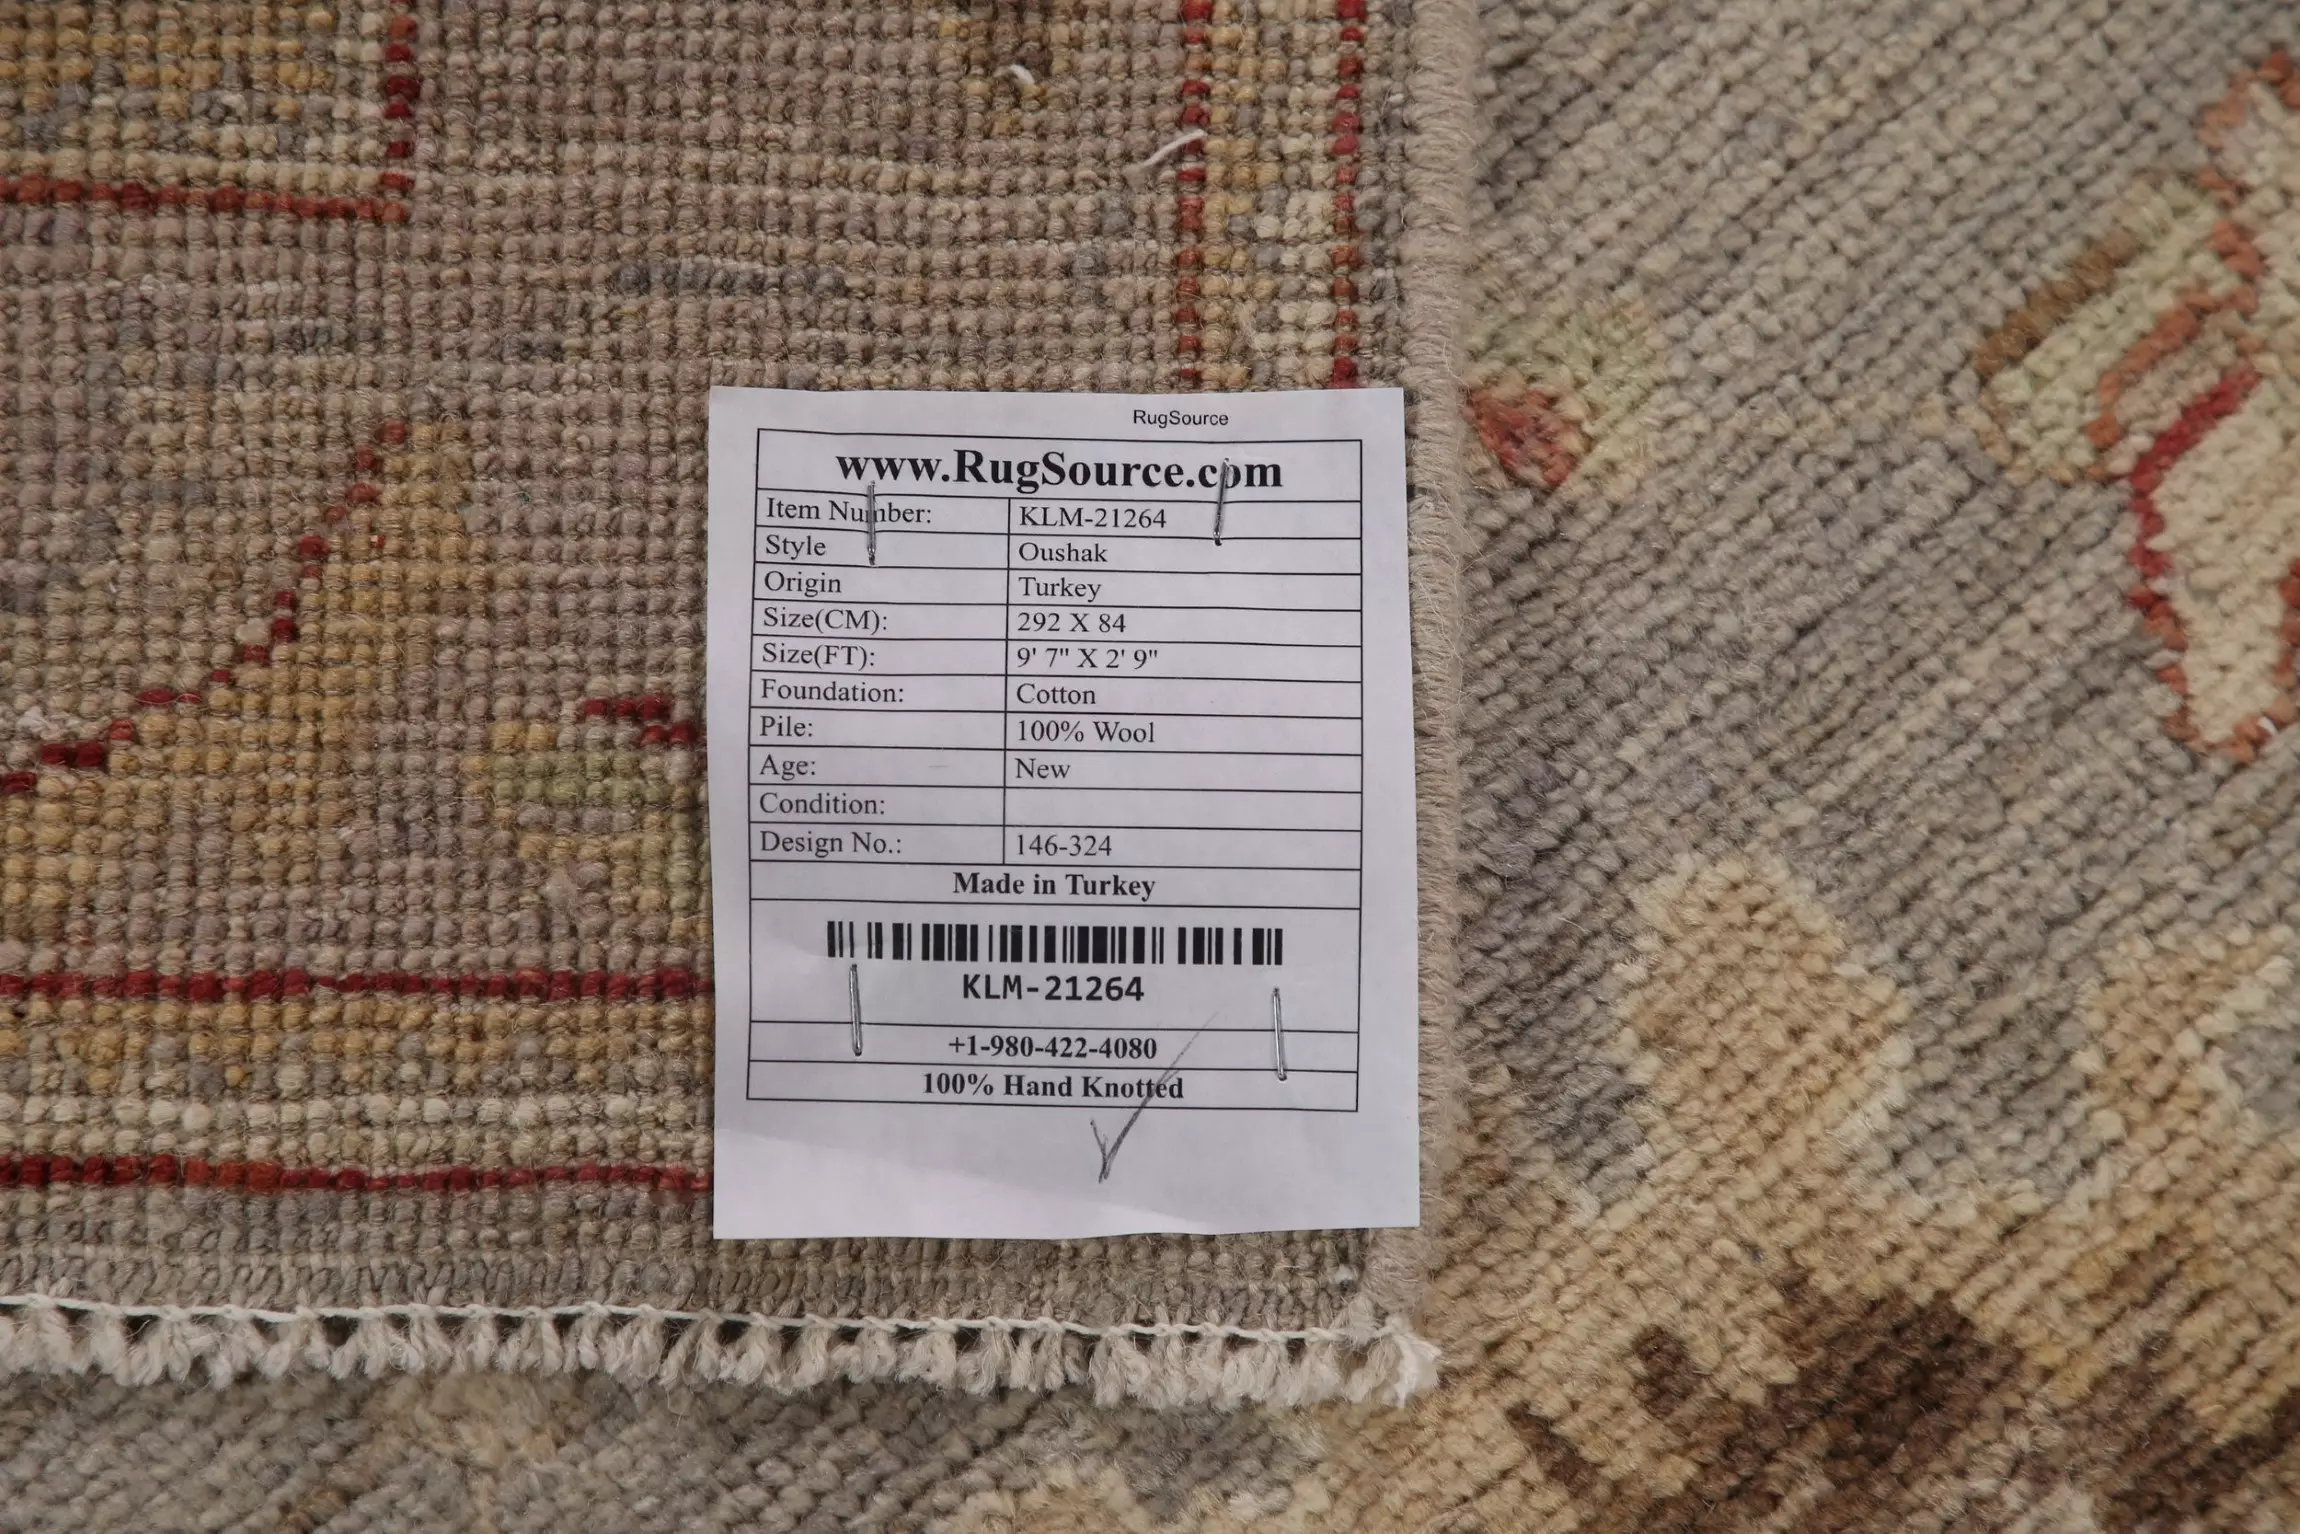 RugSource
www.RugSource.com
Item Number: KLM-21264
Style Oushak
Origin Turkey
Size(CM): 292 X 84
Size(FT): 9' 7" X 2' 9"
Foundation: Cotton
Pile: 100% Wool
Age: New
Condition:
Design No.: 146-324
Made in Turkey
KLM-21264
+1-980-422-4080
100% Hand Knotted